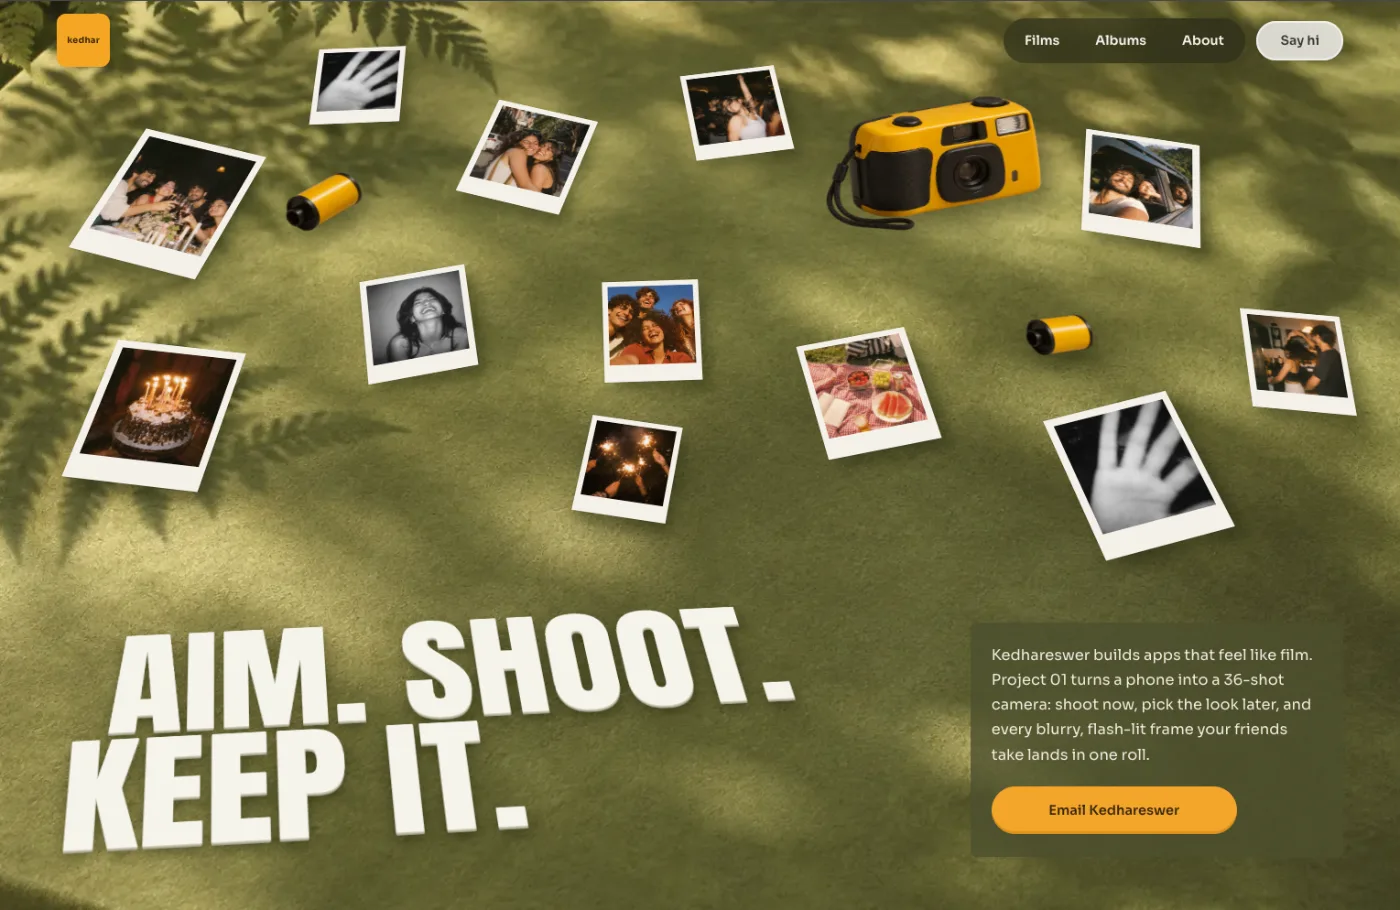 kedhar
Films
Albums
About
Say hi
AIM. SHOOT.
KEEP IT.
Kedhareswer builds apps that feel like film.
Project 01 turns a phone into a 36-shot
camera: shoot now, pick the look later, and
every blurry, flash-lit frame your friends
take lands in one roll.
Email Kedhareswer